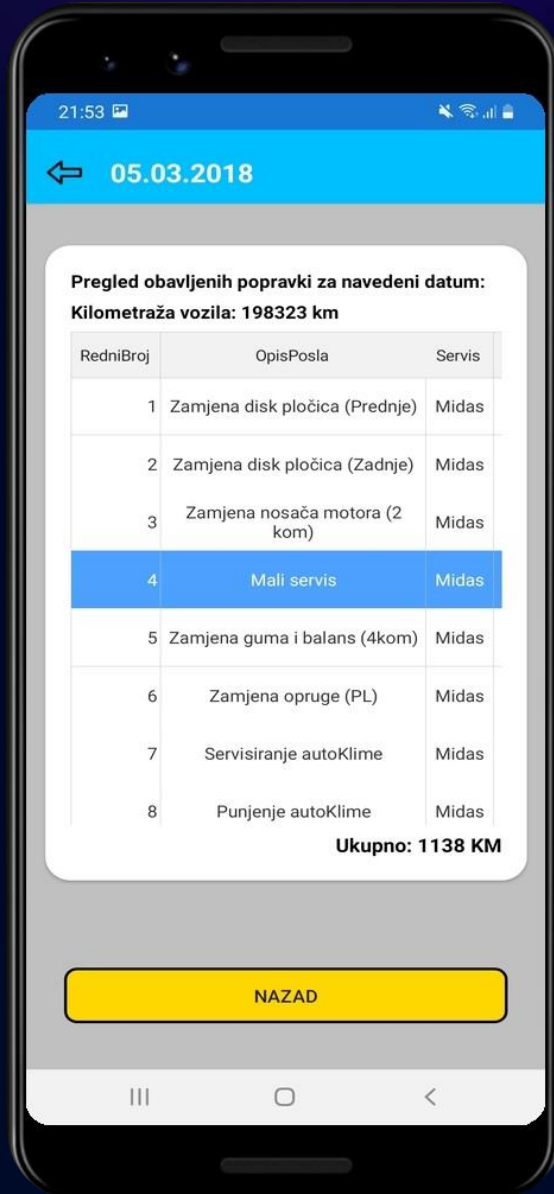 21:53
05.03.2018
Pregled obavljenih popravki za navedeni datum:
Kilometraža vozila: 198323 km
RedniBroj OpisPosla Servis
1 Zamjena disk pločica (Prednje) Midas
2 Zamjena disk pločica (Zadnje) Midas
3 Zamjena nosača motora (2
kom) Midas
4 Mali servis Midas
5 Zamjena guma i balans (4kom) Midas
6 Zamjena opruge (PL) Midas
7 Servisiranje autoKlime Midas
8 Punjenje autoKlime Midas
Ukupno: 1138 KM
NAZAD